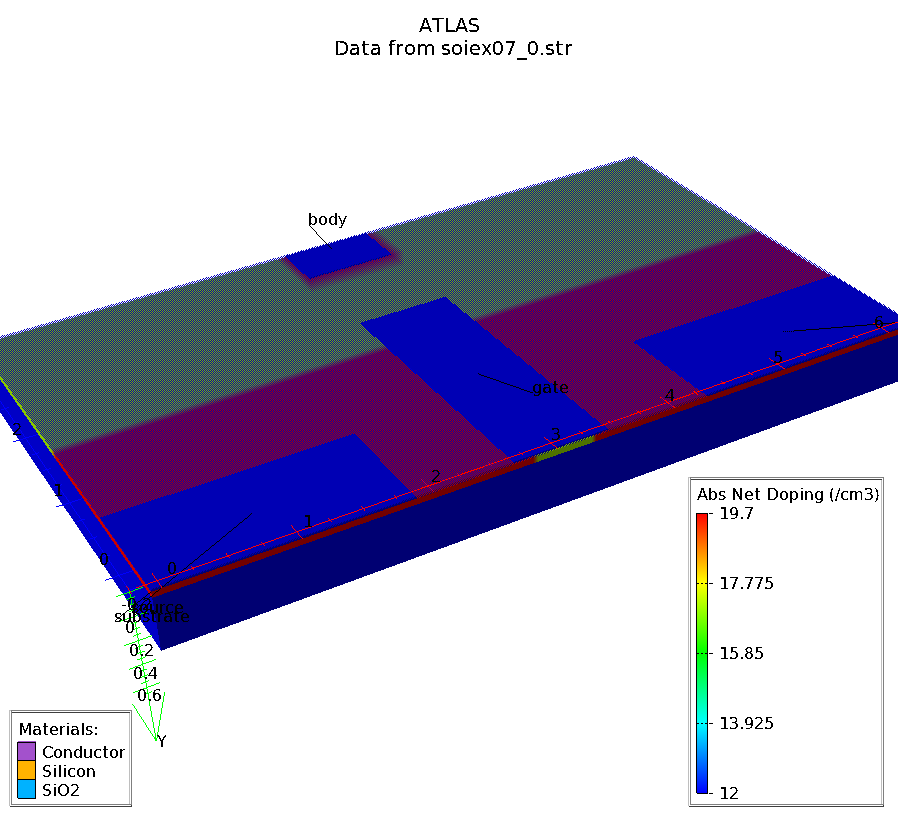 ATLAS
Data from soiex07_0.str
body
gate
6
5
4
3
2
1
0
2
1
0
source
substrate
0
0.2
0.4
0.6
Y
Abs Net Doping (/cm3)
19.7
17.775
15.85
13.925
12
Materials:
Conductor
Silicon
SiO2